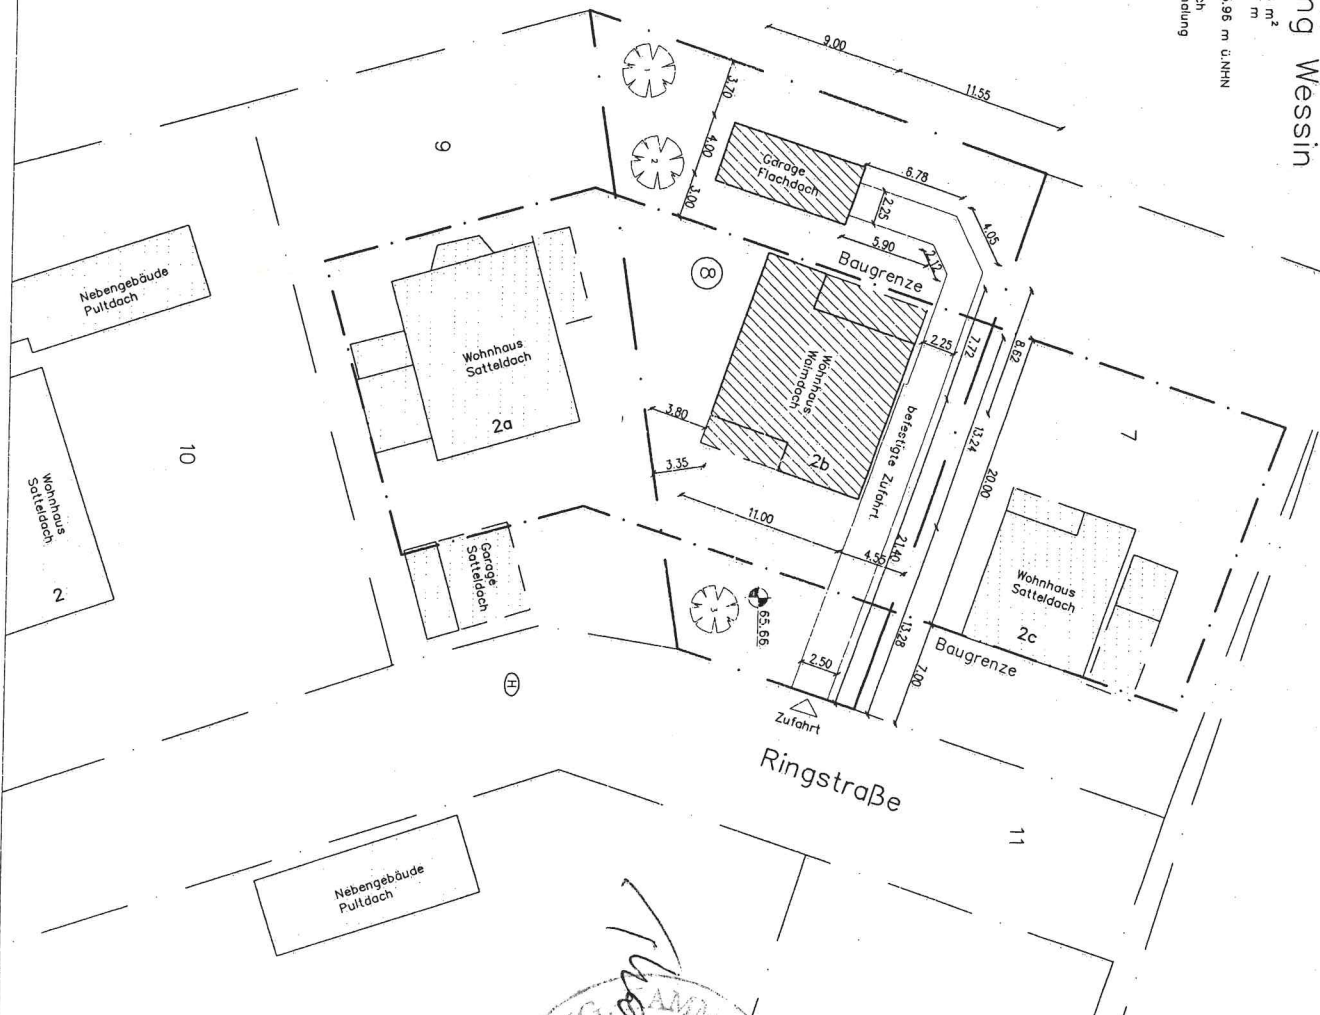 ng Wessin
m²
m
,96 m ü.NHN
ch
alung
9.00
11.55
3.70
4.00
3.00
1
2
Garage
Flachdach
6.78
2.25
4.05
5.90
2.12
Baugrenze
8
9
Nebengebäude
Pultdach
Wohnhaus
Satteldach
2a
Wohnhaus
Walmdach
2b
2.25
7.72
8.62
befestigte Zufahrt
13.24
20.00
7
3.80
3.35
11.00
4.55
21.40
10
Wohnhaus
Satteldach
2
Garage
Satteldach
Wohnhaus
Satteldach
2c
65.66
13.28
7.00
Baugrenze
2.50
Zufahrt
H
Ringstraße
11
Nebengebäude
Pultdach